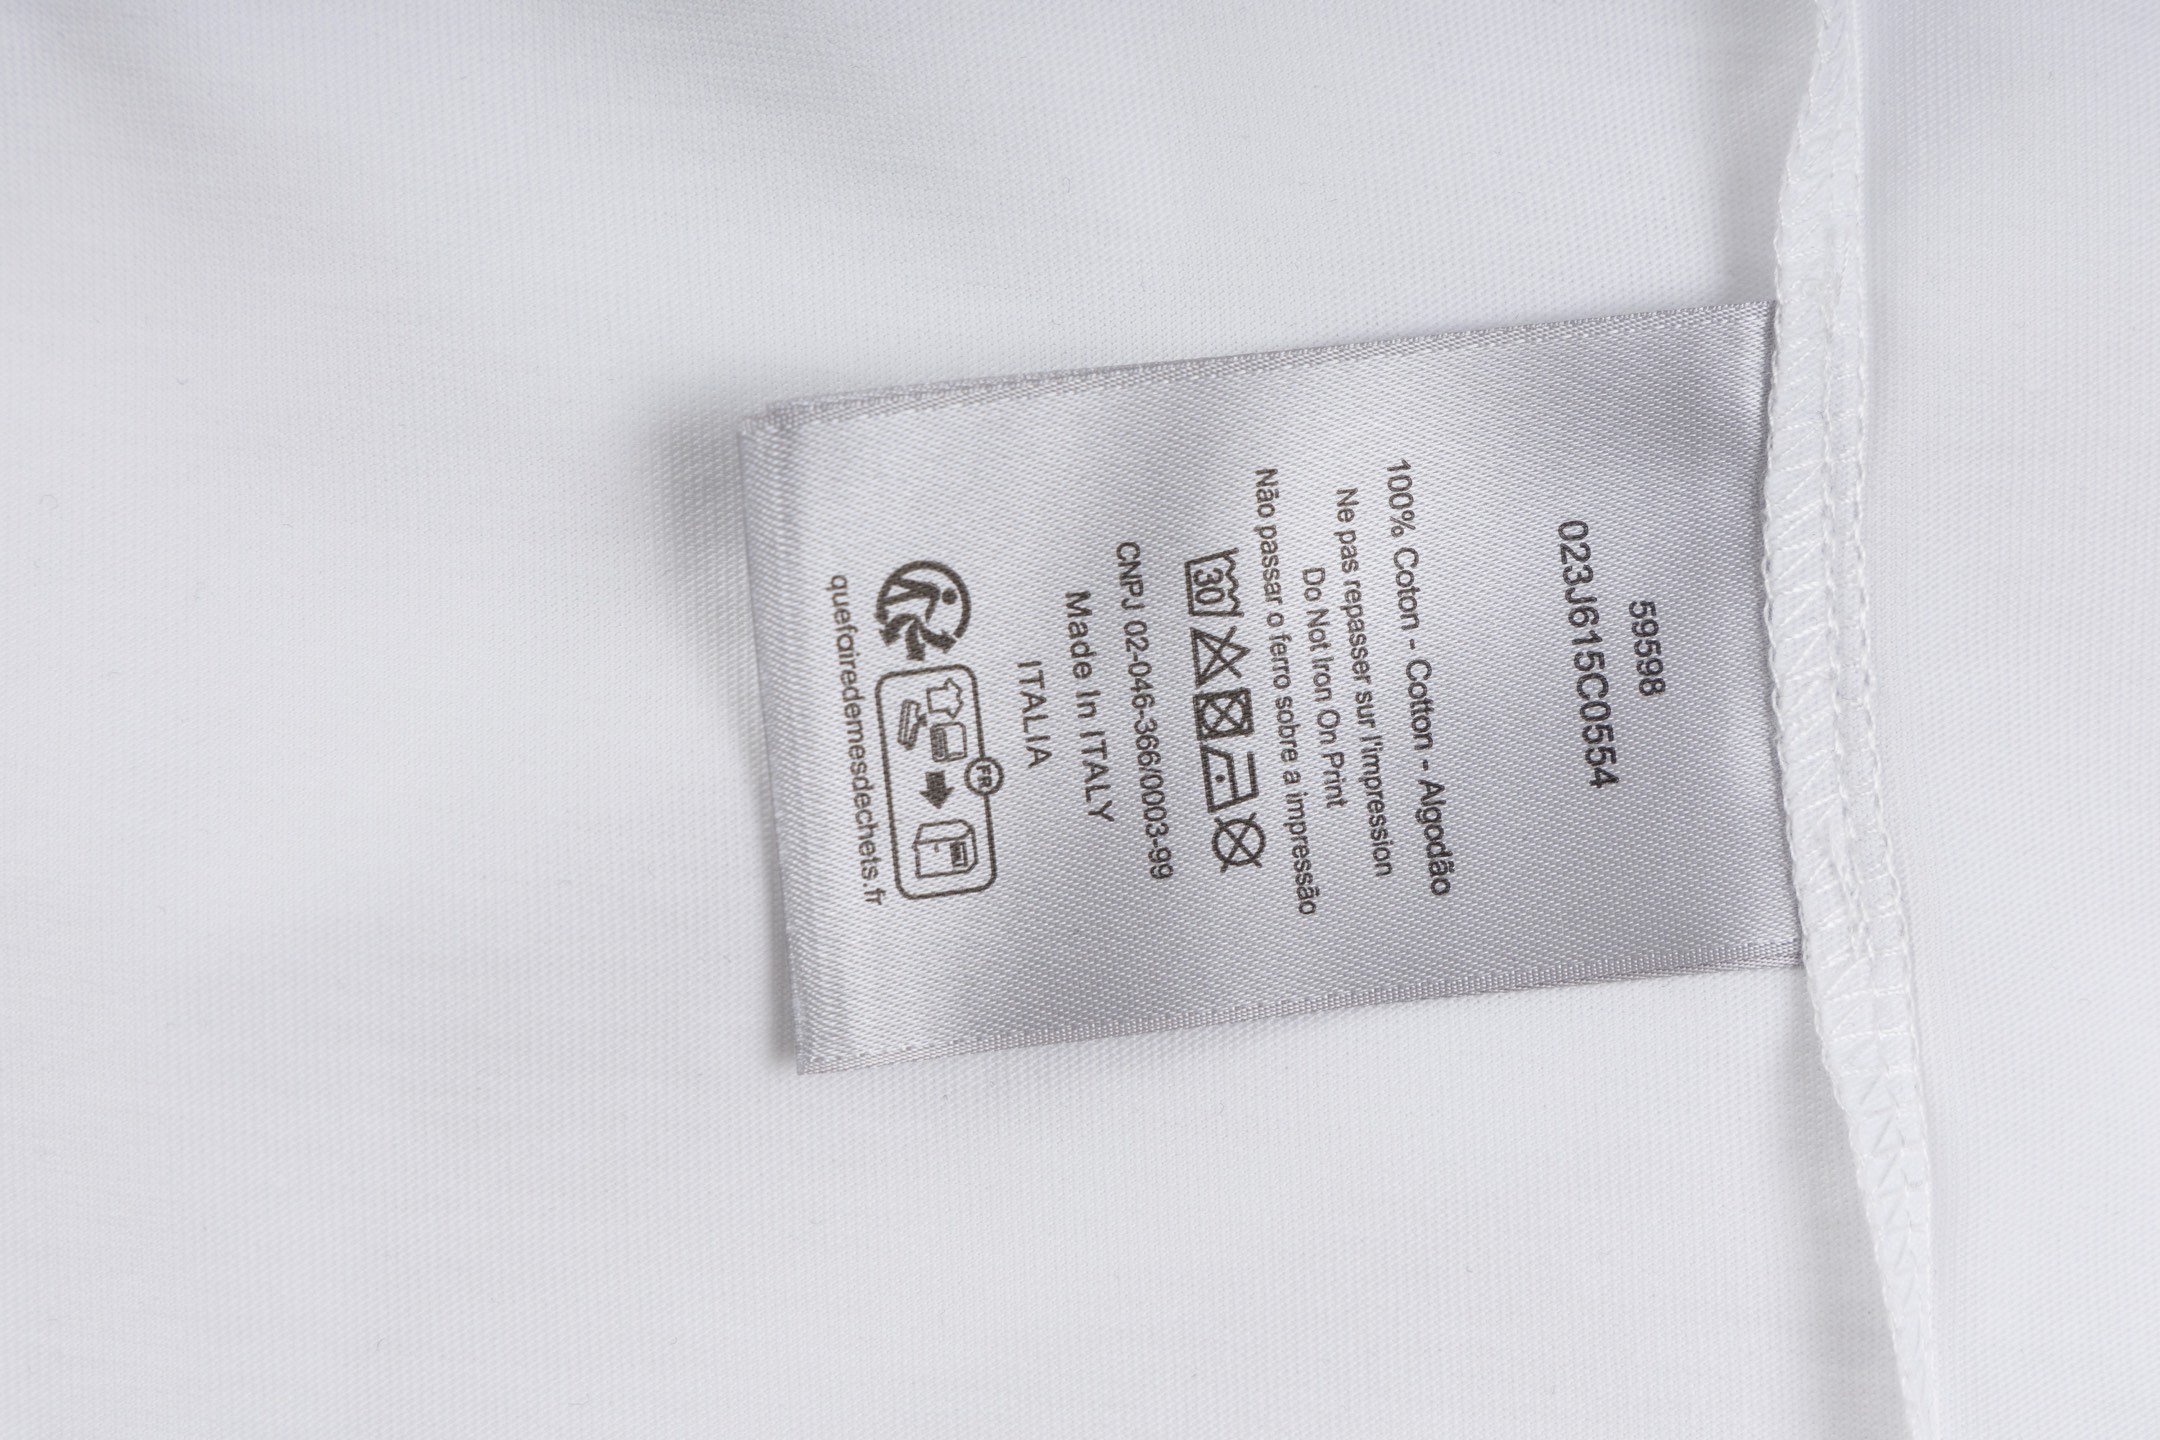 59598
023J615C0554
100% Coton - Cotton - Algodão
Ne pas repasser sur l'impression
Do Not Iron On Print
Não passar o ferro sobre a impressão
30
CNPJ 02-046-366/0003-99
Made In ITALY
ITALIA
FR
quefairedemesdechets.fr